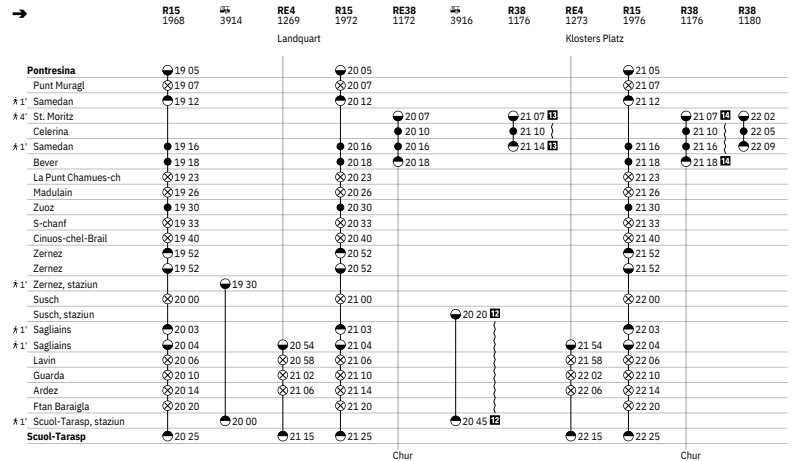 R15 RE4 R15 RE38 R38 RE4 R15 R38 R38
1968 3914 1269 1972 1172 3916 1176 1273 1976 1176 1180
Landquart Klosters Platz
Pontresina 19 05 20 05 21 05
Punt Muragl 19 07 20 07 21 07
1' Samedan 19 12 20 12 21 12
4' St. Moritz 20 07 21 07 13 21 07 14 22 02
Celerina 20 10 21 10 21 10 22 05
1' Samedan 19 16 20 16 20 16 21 14 13 21 16 21 16 22 09
Bever 19 18 20 18 20 18 21 18 21 18 14
La Punt Chamues-ch 19 23 20 23 21 23
Madulain 19 26 20 26 21 26
Zuoz 19 30 20 30 21 30
S-chanf 19 33 20 33 21 33
Cinuos-chel-Brail 19 40 20 40 21 40
Zernez 19 52 20 52 21 52
Zernez 19 52 20 52 21 52
1' Zernez, staziun 19 30
Susch 20 00 21 00 22 00
Susch, staziun 20 20 12
1' Sagliains 20 03 21 03 22 03
1' Sagliains 20 04 20 54 21 04 21 54 22 04
Lavin 20 06 20 58 21 06 21 58 22 06
Guarda 20 10 21 02 21 10 22 02 22 10
Ardez 20 14 21 06 21 14 22 06 22 14
Ftan Baraigla 20 20 21 20 22 20
1' Scuol-Tarasp, staziun 20 00 20 45 12
Scuol-Tarasp 20 25 21 15 21 25 22 15 22 25
Chur Chur